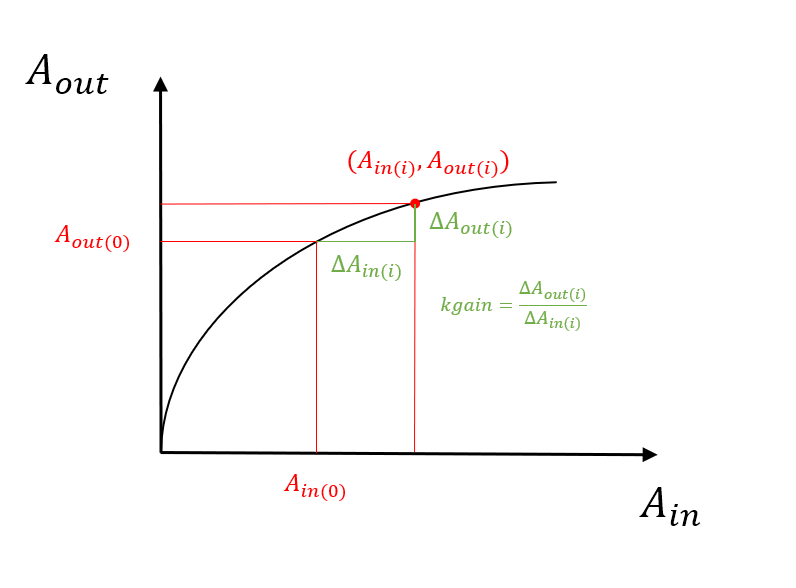 A_out
(A_in(i), A_out(i))
A_out(0)
ΔA_out(i)
ΔA_in(i)
kgain = ΔA_out(i) / ΔA_in(i)
A_in(0)
A_in